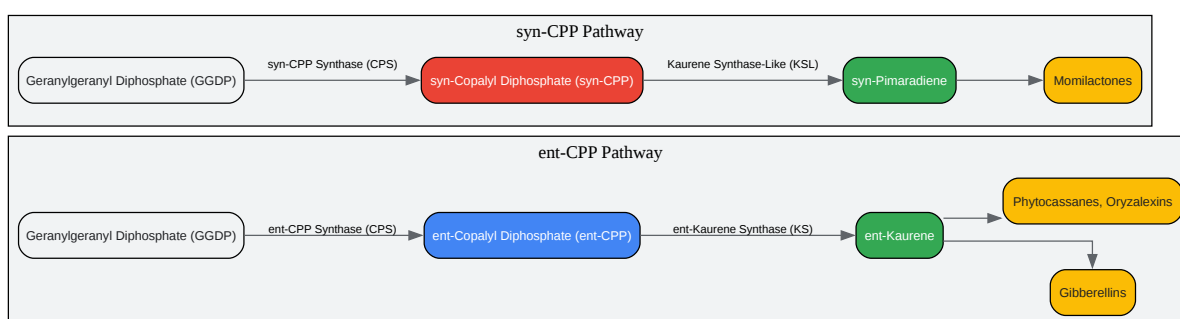 syn-CPP Pathway
Geranylgeranyl Diphosphate (GGDP)
syn-CPP Synthase (CPS)
syn-Copalyl Diphosphate (syn-CPP)
Kaurene Synthase-Like (KSL)
syn-Pimaradiene
Momilactones
ent-CPP Pathway
Geranylgeranyl Diphosphate (GGDP)
ent-CPP Synthase (CPS)
ent-Copalyl Diphosphate (ent-CPP)
ent-Kaurene Synthase (KS)
ent-Kaurene
Phytocassanes, Oryzalexins
Gibberellins